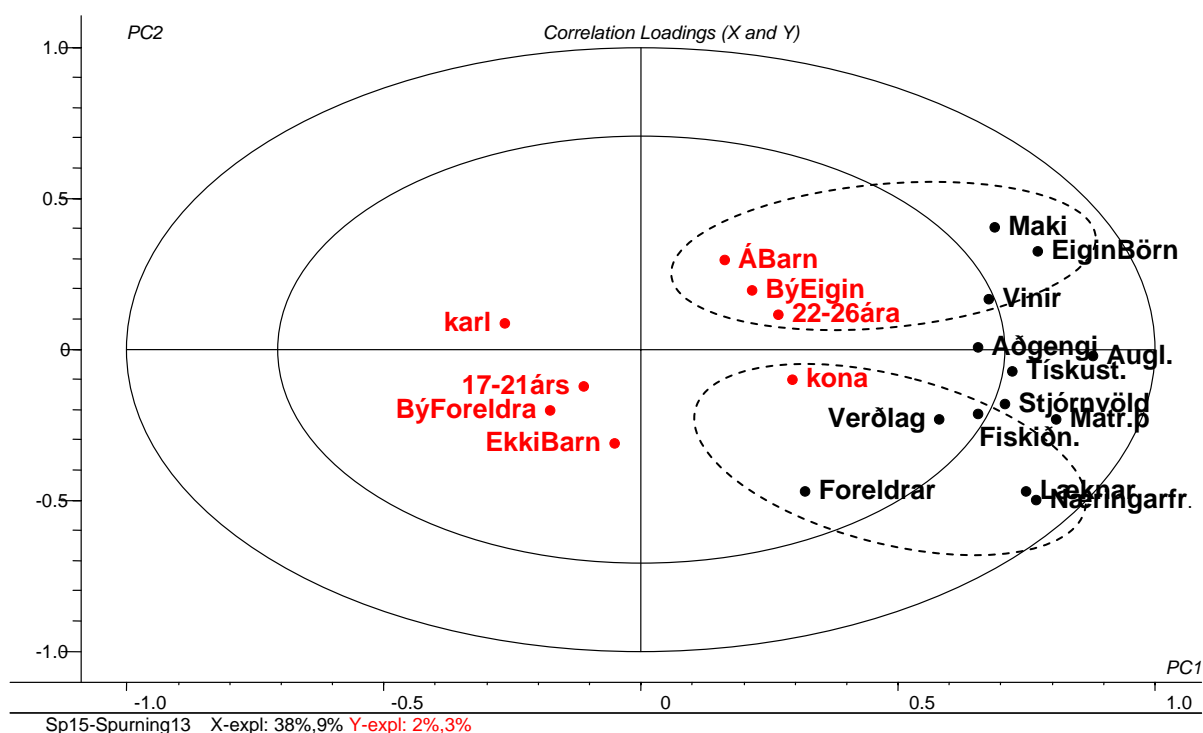 PC2
Correlation Loadings (X and Y)
1.0
0.5
0
-0.5
-1.0
Maki
EiginBörn
ÁBarn
BýEigin
Vinir
22-26ára
karl
Aðgengi
Augl.
Tískust.
kona
17-21árs
BýForeldra
Stjórnvöld
Verðlag
Matr.þ
Fiskiðn.
EkkiBarn
Foreldrar
Læknar
Næringarfr.
PC1
-1.0
-0.5
0
0.5
1.0
Sp15-Spurning13 X-expl: 38%,9% Y-expl: 2%,3%